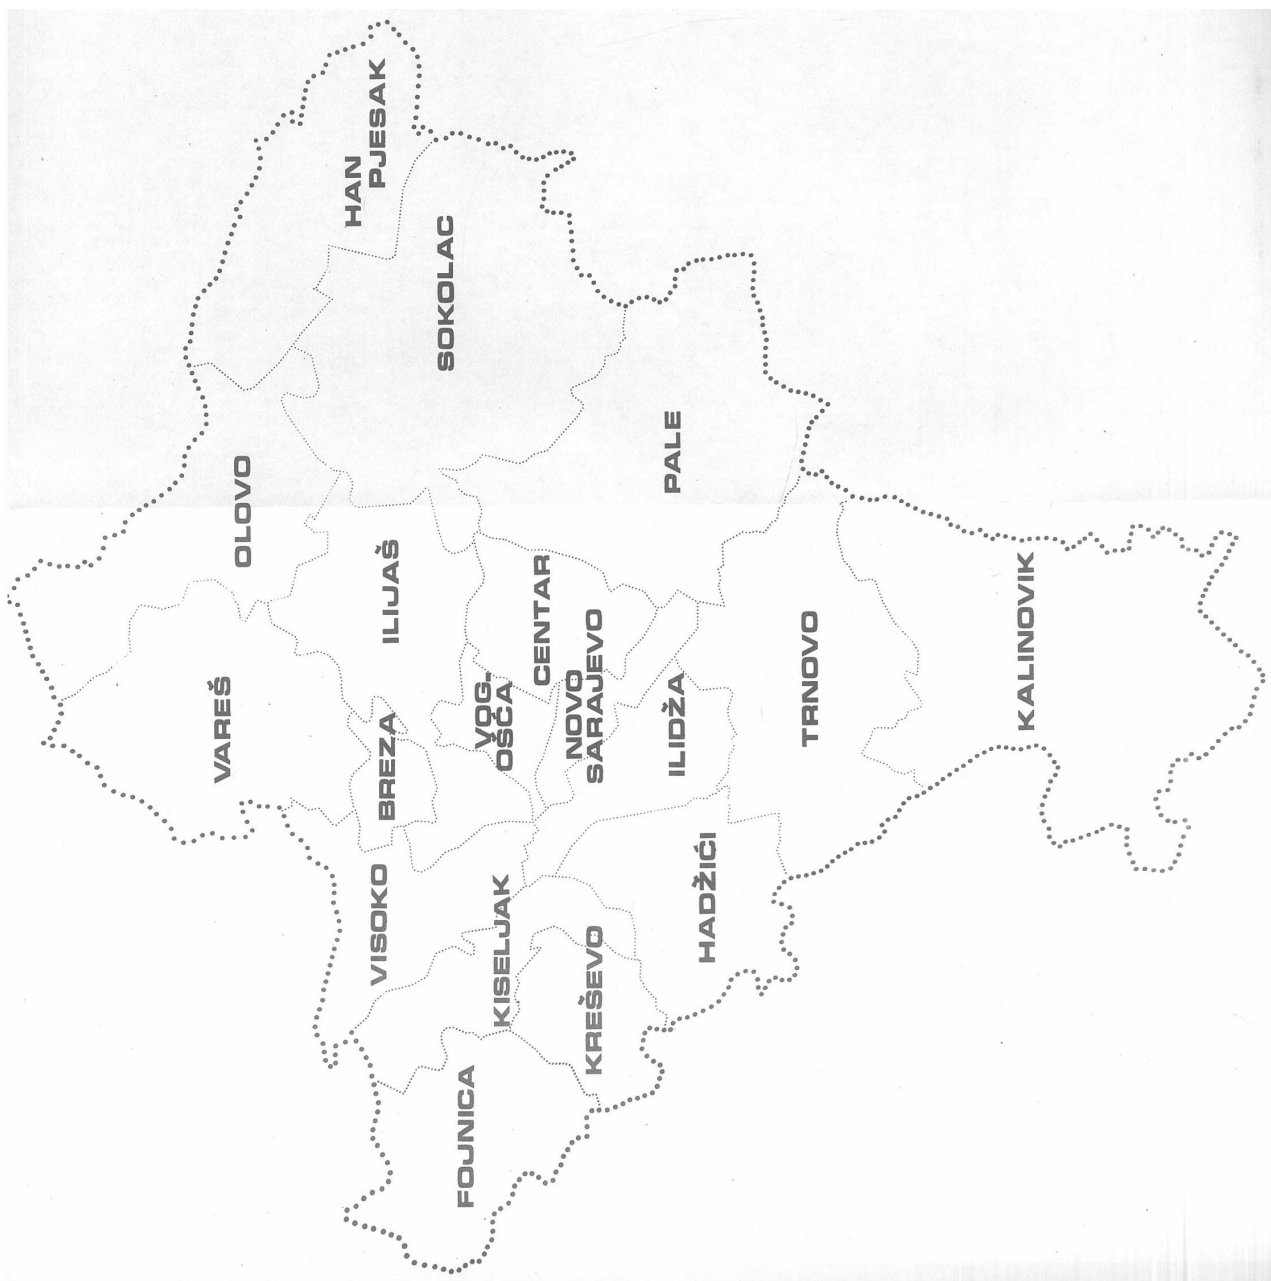 VAREŠ
OLOVO
HAN
PJESAK
VISOKO
BREZA
ILIJAŠ
SOKOLAC
FOJNICA
KISELJAK
VOG-
OŠĆA
CENTAR
KREŠEVO
NOVO
SARAJEVO
HADŽIĆI
ILIDŽA
PALE
TRNOVO
KALINOVIK